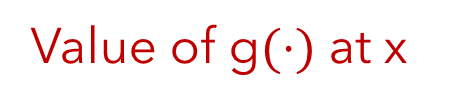 Value of g(·) at x